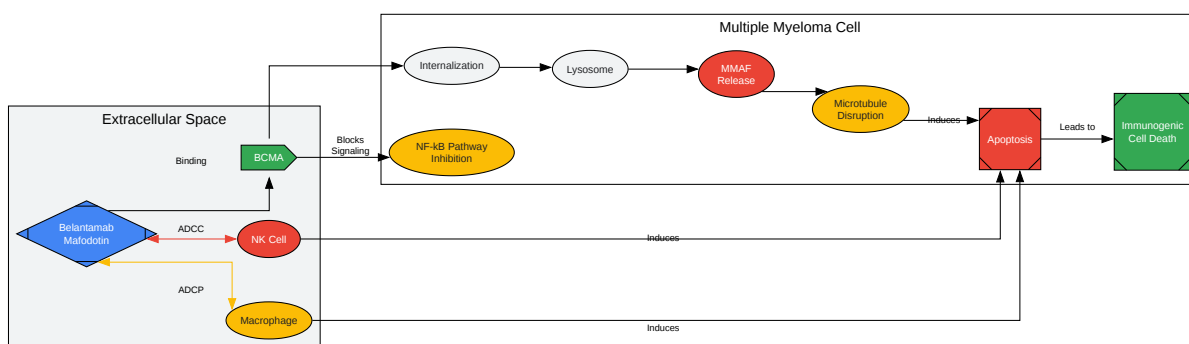 Multiple Myeloma Cell
Internalization
Lysosome
MMAF
Release
Microtubule
Disruption
Induces
Apoptosis
Leads to
Immunogenic
Cell Death
Extracellular Space
Binding
BCMA
Blocks
Signaling
NF-kB Pathway
Inhibition
Belantamab
Mafodotin
ADCC
NK Cell
Induces
ADCP
Macrophage
Induces